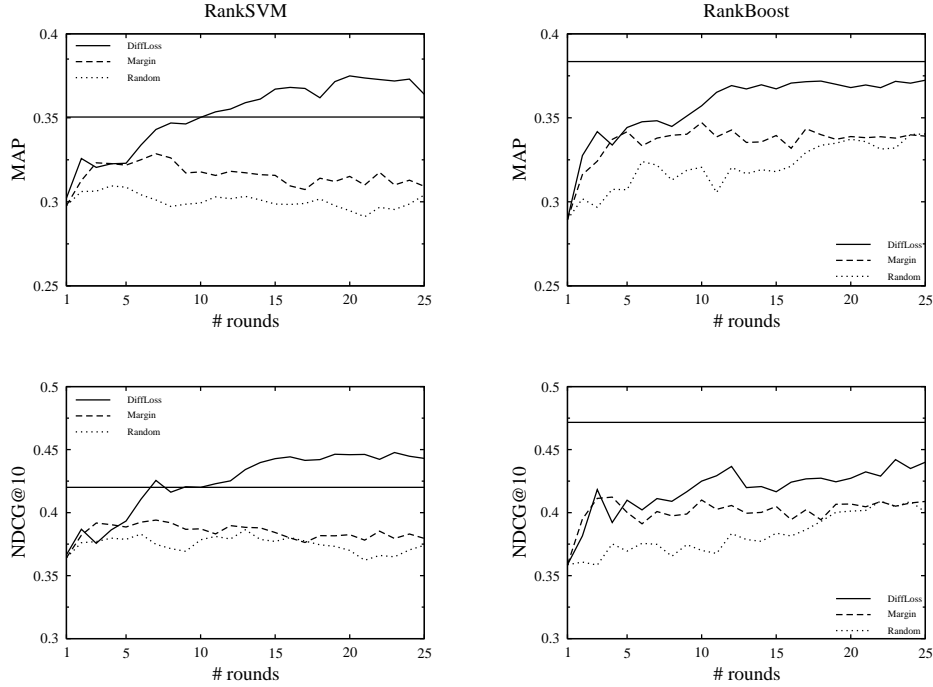 RankSVM
0.4
DiffLoss
Margin
Random
0.35
MAP
0.3
0.25
1 5 10 15 20 25
# rounds
RankBoost
0.4
0.35
MAP
0.3
DiffLoss
Margin
Random
0.25
1 5 10 15 20 25
# rounds
0.5
DiffLoss
Margin
Random
0.45
NDCG@10
0.4
0.35
0.3
1 5 10 15 20 25
# rounds
0.5
0.45
NDCG@10
0.4
0.35
DiffLoss
Margin
Random
0.3
1 5 10 15 20 25
# rounds